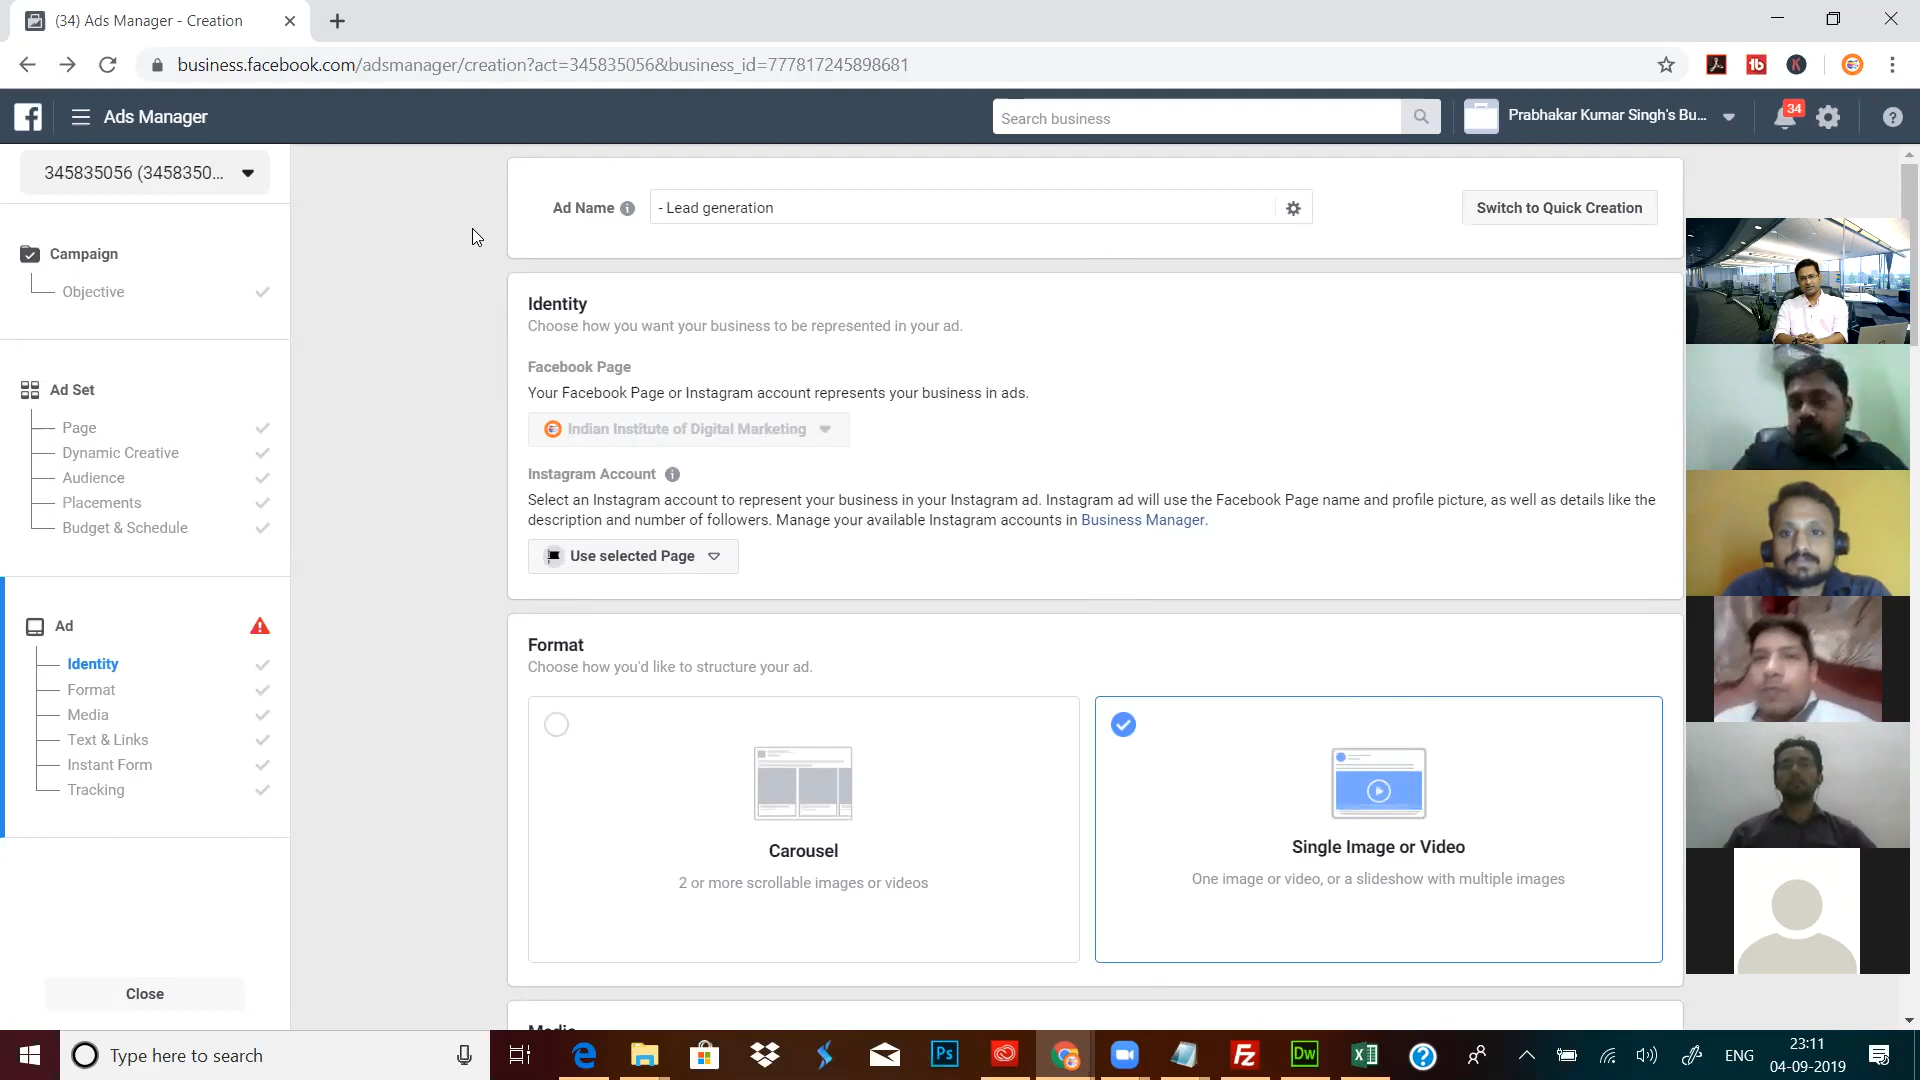 (34) Ads Manager - Creation
business.facebook.com/adsmanager/creation?act=345835056&business_id=777817245898681
Ads Manager
Search business
Prabhakar Kumar Singh's Bu...
34
345835056 (3458350...
Campaign
Objective
Ad Set
Page
Dynamic Creative
Audience
Placements
Budget & Schedule
Ad
Identity
Format
Media
Text & Links
Instant Form
Tracking
Close
Ad Name
- Lead generation
Switch to Quick Creation
Identity
Choose how you want your business to be represented in your ad.
Facebook Page
Your Facebook Page or Instagram account represents your business in ads.
Indian Institute of Digital Marketing
Instagram Account
Select an Instagram account to represent your business in your Instagram ad. Instagram ad will use the Facebook Page name and profile picture, as well as details like the
description and number of followers. Manage your available Instagram accounts in Business Manager.
Use selected Page
Format
Choose how you'd like to structure your ad.
Carousel
2 or more scrollable images or videos
Single Image or Video
One image or video, or a slideshow with multiple images
Media
Type here to search
Ps
Dw
ENG
23:11
04-09-2019